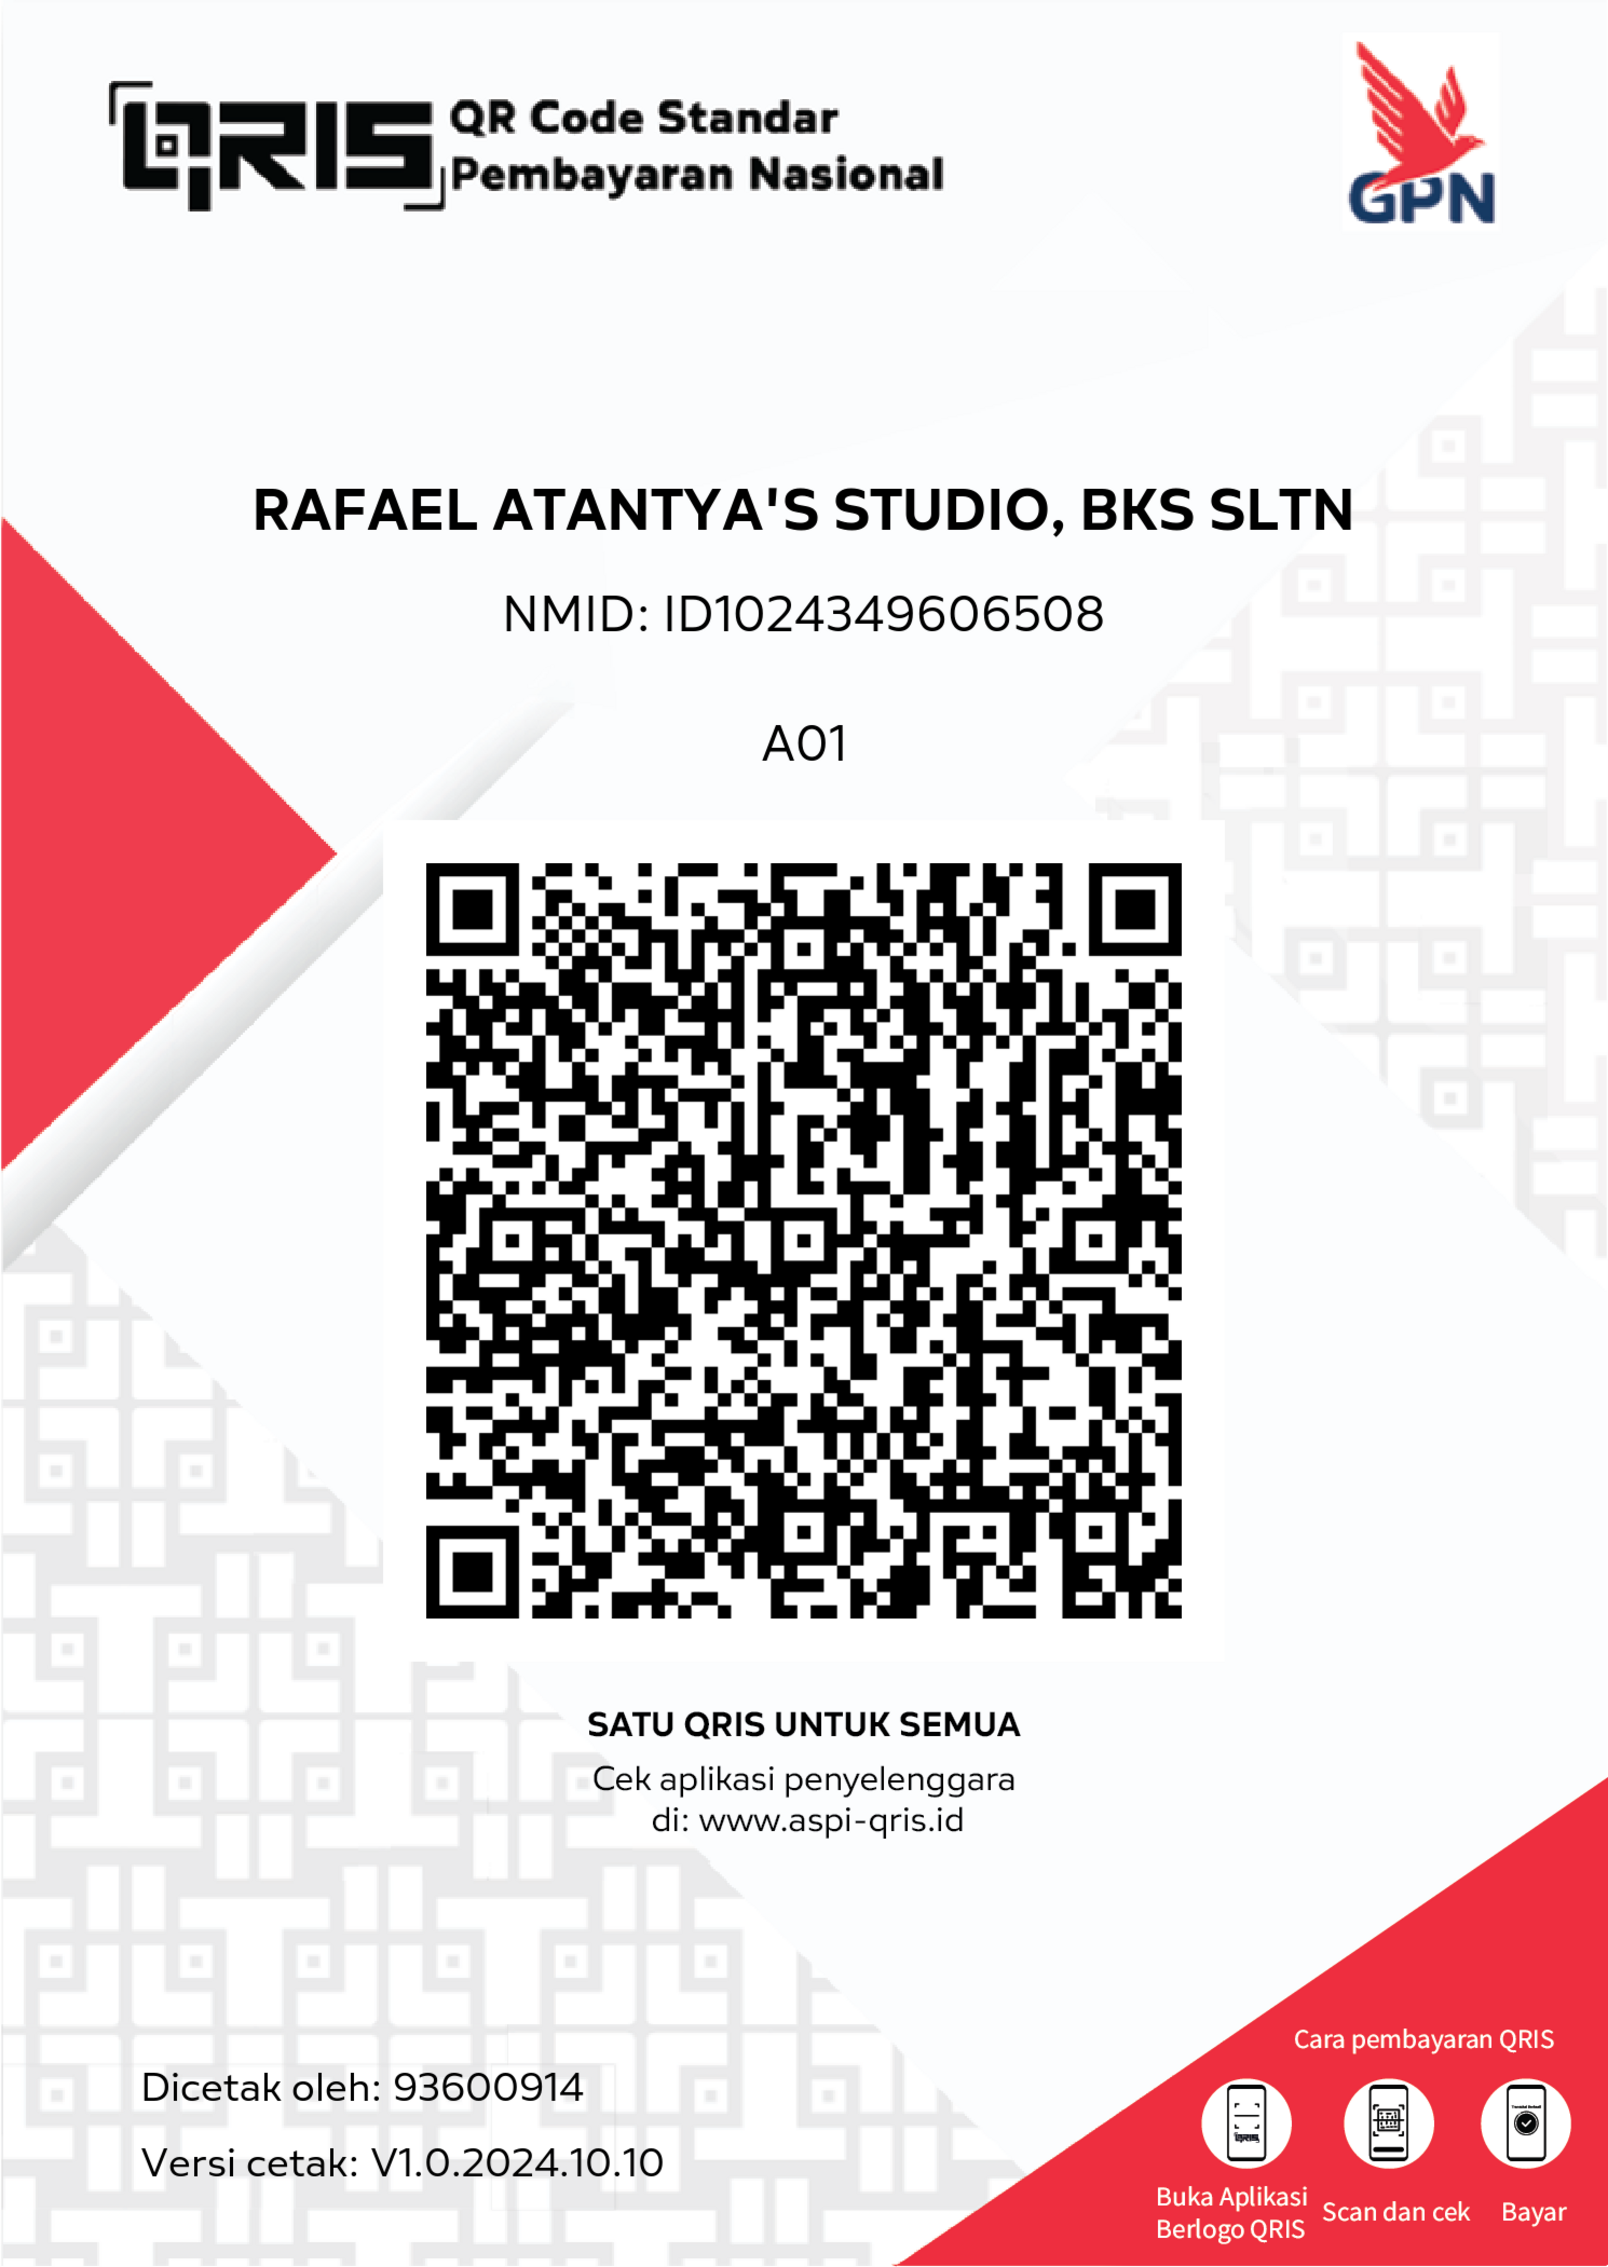 QRIS QR Code Standar
Pembayaran Nasional
GPN
RAFAEL ATANTYA'S STUDIO, BKS SLTN
NMID: ID1024349606508
A01
SATU QRIS UNTUK SEMUA
Cek aplikasi penyelenggara
di: www.aspi-qris.id
Cara pembayaran QRIS
Dicetak oleh: 93600914
Versi cetak: V1.0.2024.10.10
Buka Aplikasi
Berlogo QRIS
Scan dan cek
Bayar